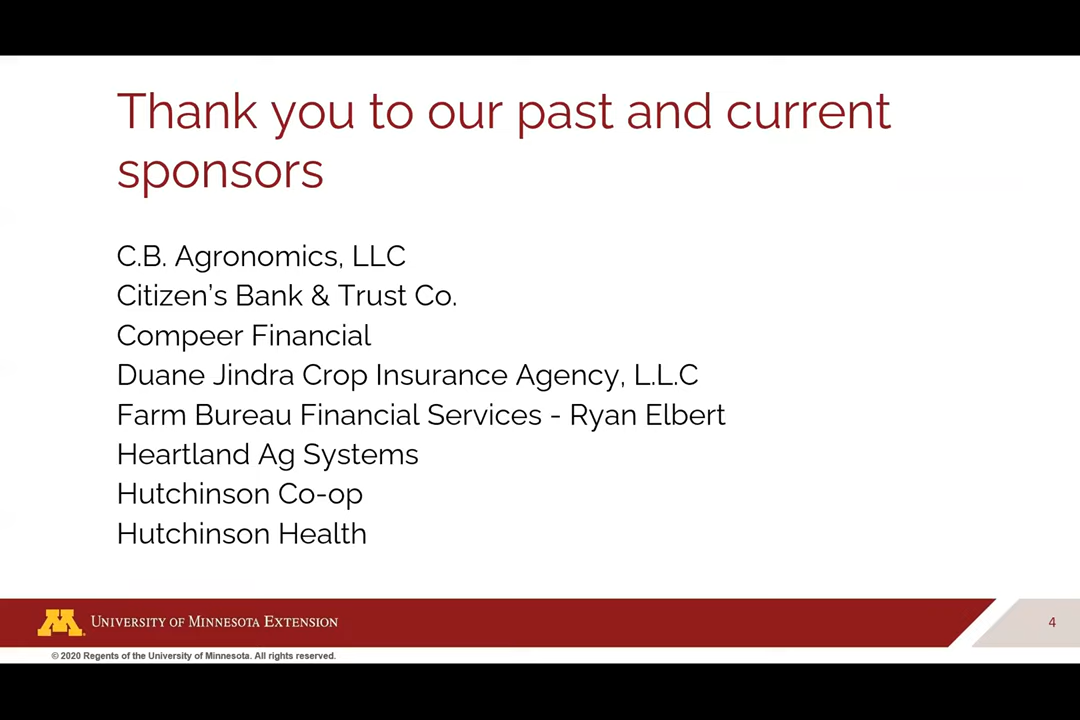 Thank you to our past and current
sponsors
C.B. Agronomics, LLC
Citizen's Bank & Trust Co.
Compeer Financial
Duane Jindra Crop Insurance Agency, L.L.C
Farm Bureau Financial Services - Ryan Elbert
Heartland Ag Systems
Hutchinson Co-op
Hutchinson Health
M University of Minnesota Extension
4
© 2020 Regents of the University of Minnesota. All rights reserved.